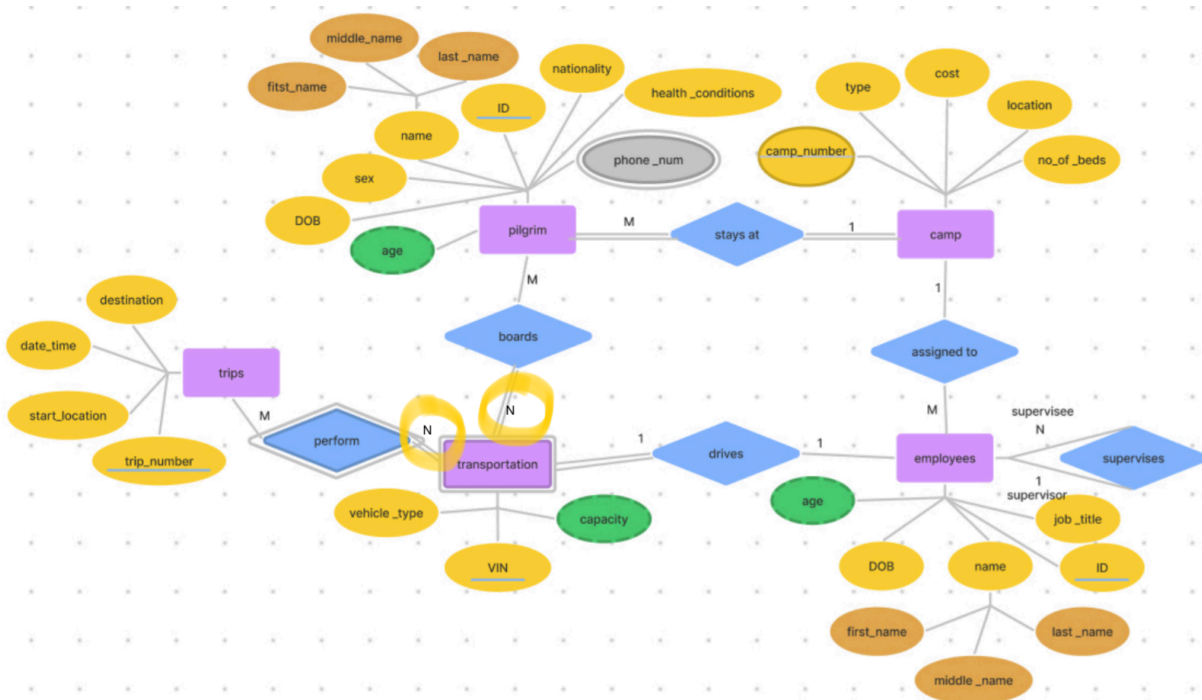 middle_name
last _name
fitst_name
ID
nationality
health _conditions
name
phone _num
sex
DOB
age
pilgrim
M
stays at
1
type
cost
location
camp_number
no_of _beds
camp
M
boards
N
1
assigned to
M
destination
date_time
trips
start_location
trip_number
M
perform
N
transportation
1
drives
1
vehicle _type
capacity
VIN
employees
supervisee
N
supervises
1
supervisor
age
job _title
DOB
name
ID
first_name
last _name
middle _name